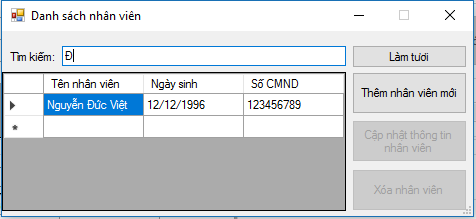 Danh sách nhân viên
Tìm kiếm: Đ
Làm tươi
Tên nhân viên Ngày sinh Số CMND
Nguyễn Đức Việt 12/12/1996 123456789
Thêm nhân viên mới
Cập nhật thông tin
nhân viên
Xóa nhân viên